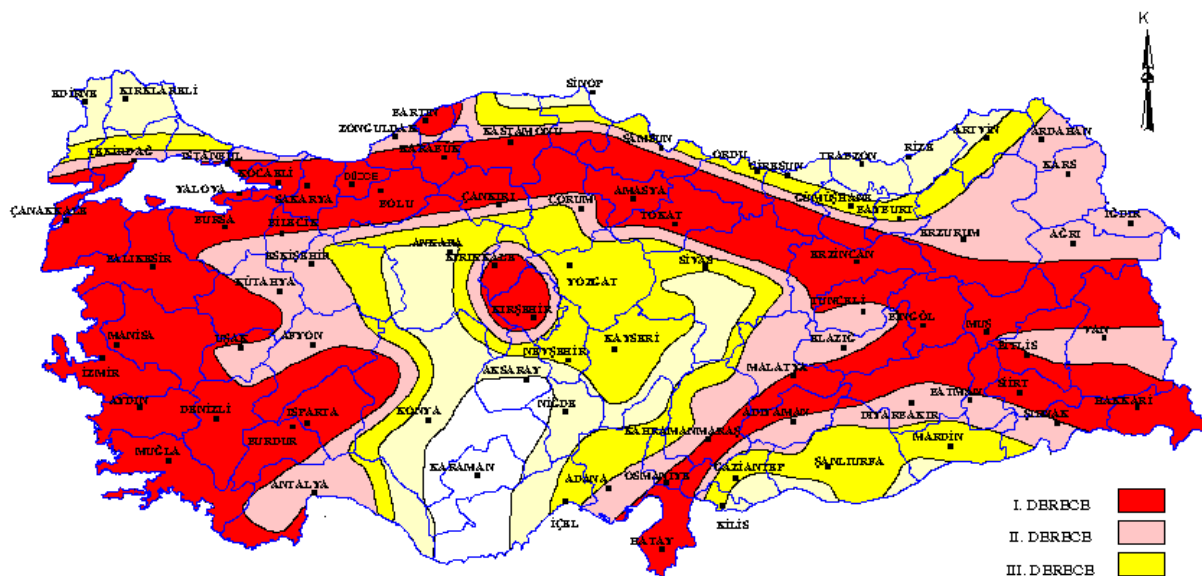 K
SİNOP
EDİRNE
KIRKLARELİ
BARTIN
ZONGULDAK
KASTAMONU
SAMSUN
ARTVİN
ARDAHAN
TEKİRDAĞ
İSTANBUL
KARABUK
ORDU
GİRESUN
TRABZON
RİZE
KARS
KOCAELİ
YALOVA
SAKARYA
DÜZCE
BOLU
ÇANKIRI
ÇORUM
AMASYA
TOKAT
GÜMÜŞHANE
BAYBURT
ÇANAKKALE
BURSA
BİLECİK
ERZURUM
IĞDIR
AĞRI
BALIKESİR
ESKİŞEHİR
ANKARA
KIRIKKALE
YOZGAT
SİVAS
ERZİNCAN
KÜTAHYA
KIRŞEHİR
TUNCELİ
BİNGÖL
MUŞ
VAN
MANİSA
UŞAK
AFYON
NEVŞEHİR
KAYSERİ
ELAZIĞ
BİTLİS
İZMİR
AKSARAY
MALATYA
SİİRT
AYDIN
DENİZLİ
ISPARTA
KONYA
NİĞDE
ADIYAMAN
DIYARBAKIR
BATMAN
ŞIRNAK
HAKKARİ
BURDUR
KAHRAMANMARAŞ
MARDİN
MUĞLA
KARAMAN
GAZİANTEP
ŞANLIURFA
ANTALYA
ADANA
OSMANİYE
İÇEL
KİLİS
HATAY
I. DERECE
II. DERECE
III. DERECE